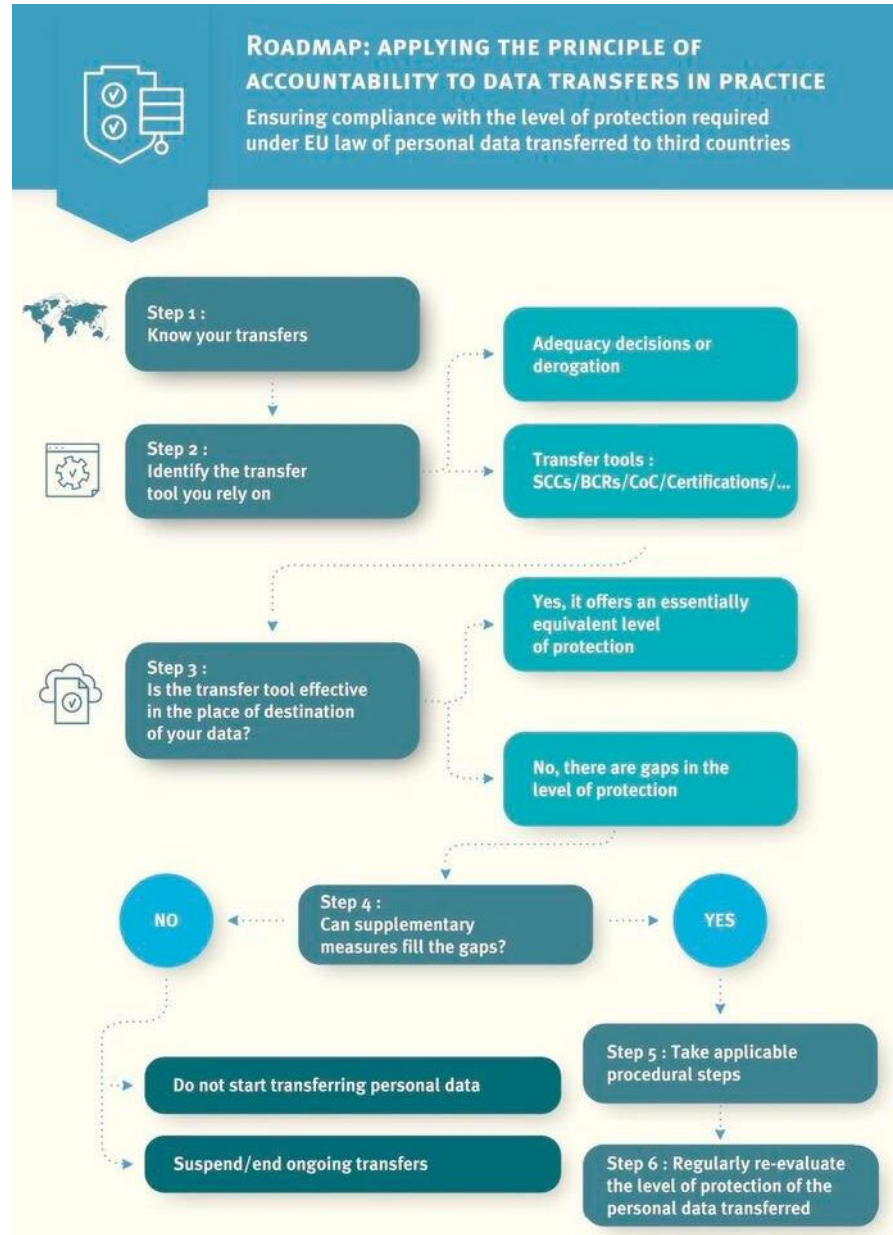 ROADMAP: APPLYING THE PRINCIPLE OF
ACCOUNTABILITY TO DATA TRANSFERS IN PRACTICE
Ensuring compliance with the level of protection required
under EU law of personal data transferred to third countries
Step 1 :
Know your transfers
Adequacy decisions or
derogation
Step 2 :
Identify the transfer
tool you rely on
Transfer tools :
SCCs/BCRs/CoC/Certifications/...
Yes, it offers an essentially
equivalent level
of protection
Step 3 :
Is the transfer tool effective
in the place of destination
of your data?
No, there are gaps in the
level of protection
NO
Step 4 :
Can supplementary
measures fill the gaps?
YES
Step 5 : Take applicable
procedural steps
Do not start transferring personal data
Suspend/end ongoing transfers
Step 6 : Regularly re-evaluate
the level of protection of the
personal data transferred